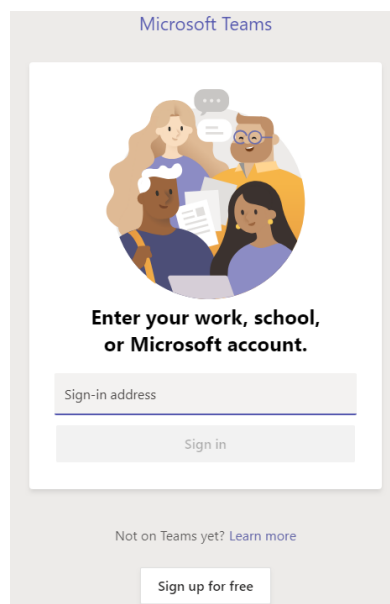 Microsoft Teams
Enter your work, school,
or Microsoft account.
Sign-in address
Sign in
Not on Teams yet? Learn more
Sign up for free